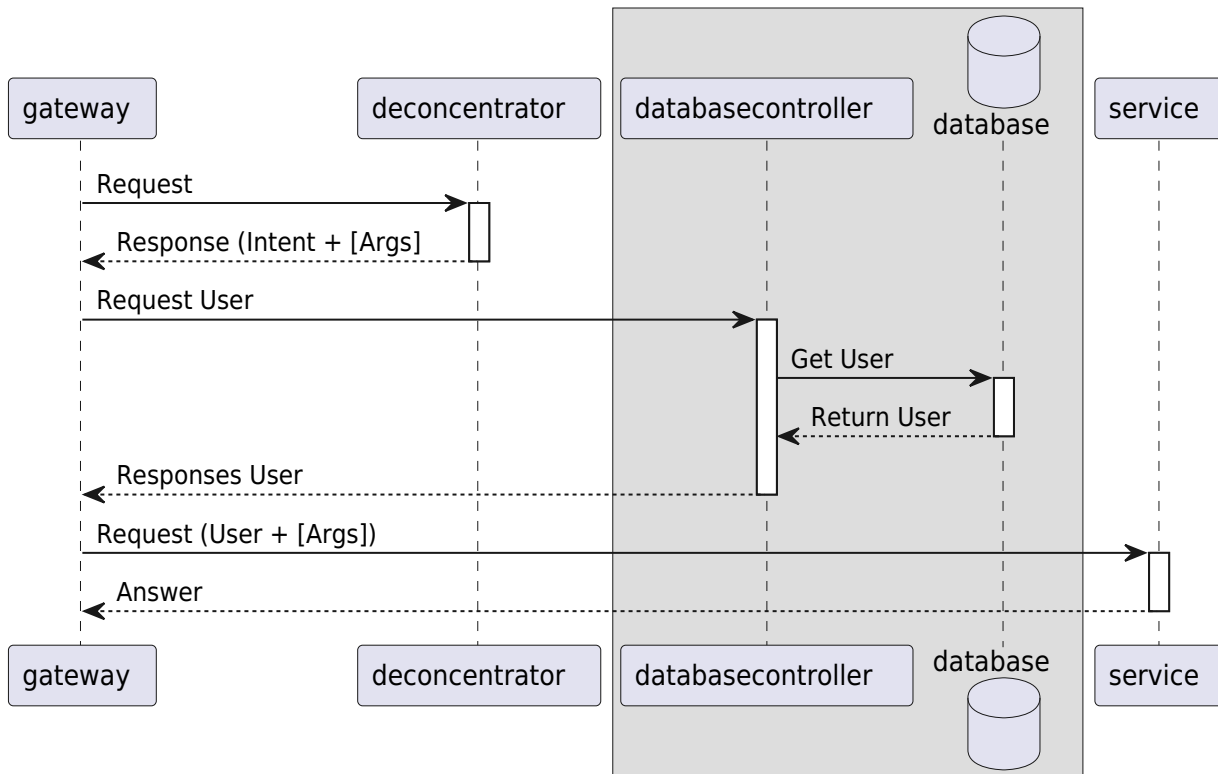 gateway
deconcentrator
databasecontroller
database
service
Request
Response (Intent + [Args]
Request User
Get User
Return User
Responses User
Request (User + [Args])
Answer
gateway
deconcentrator
databasecontroller
database
service